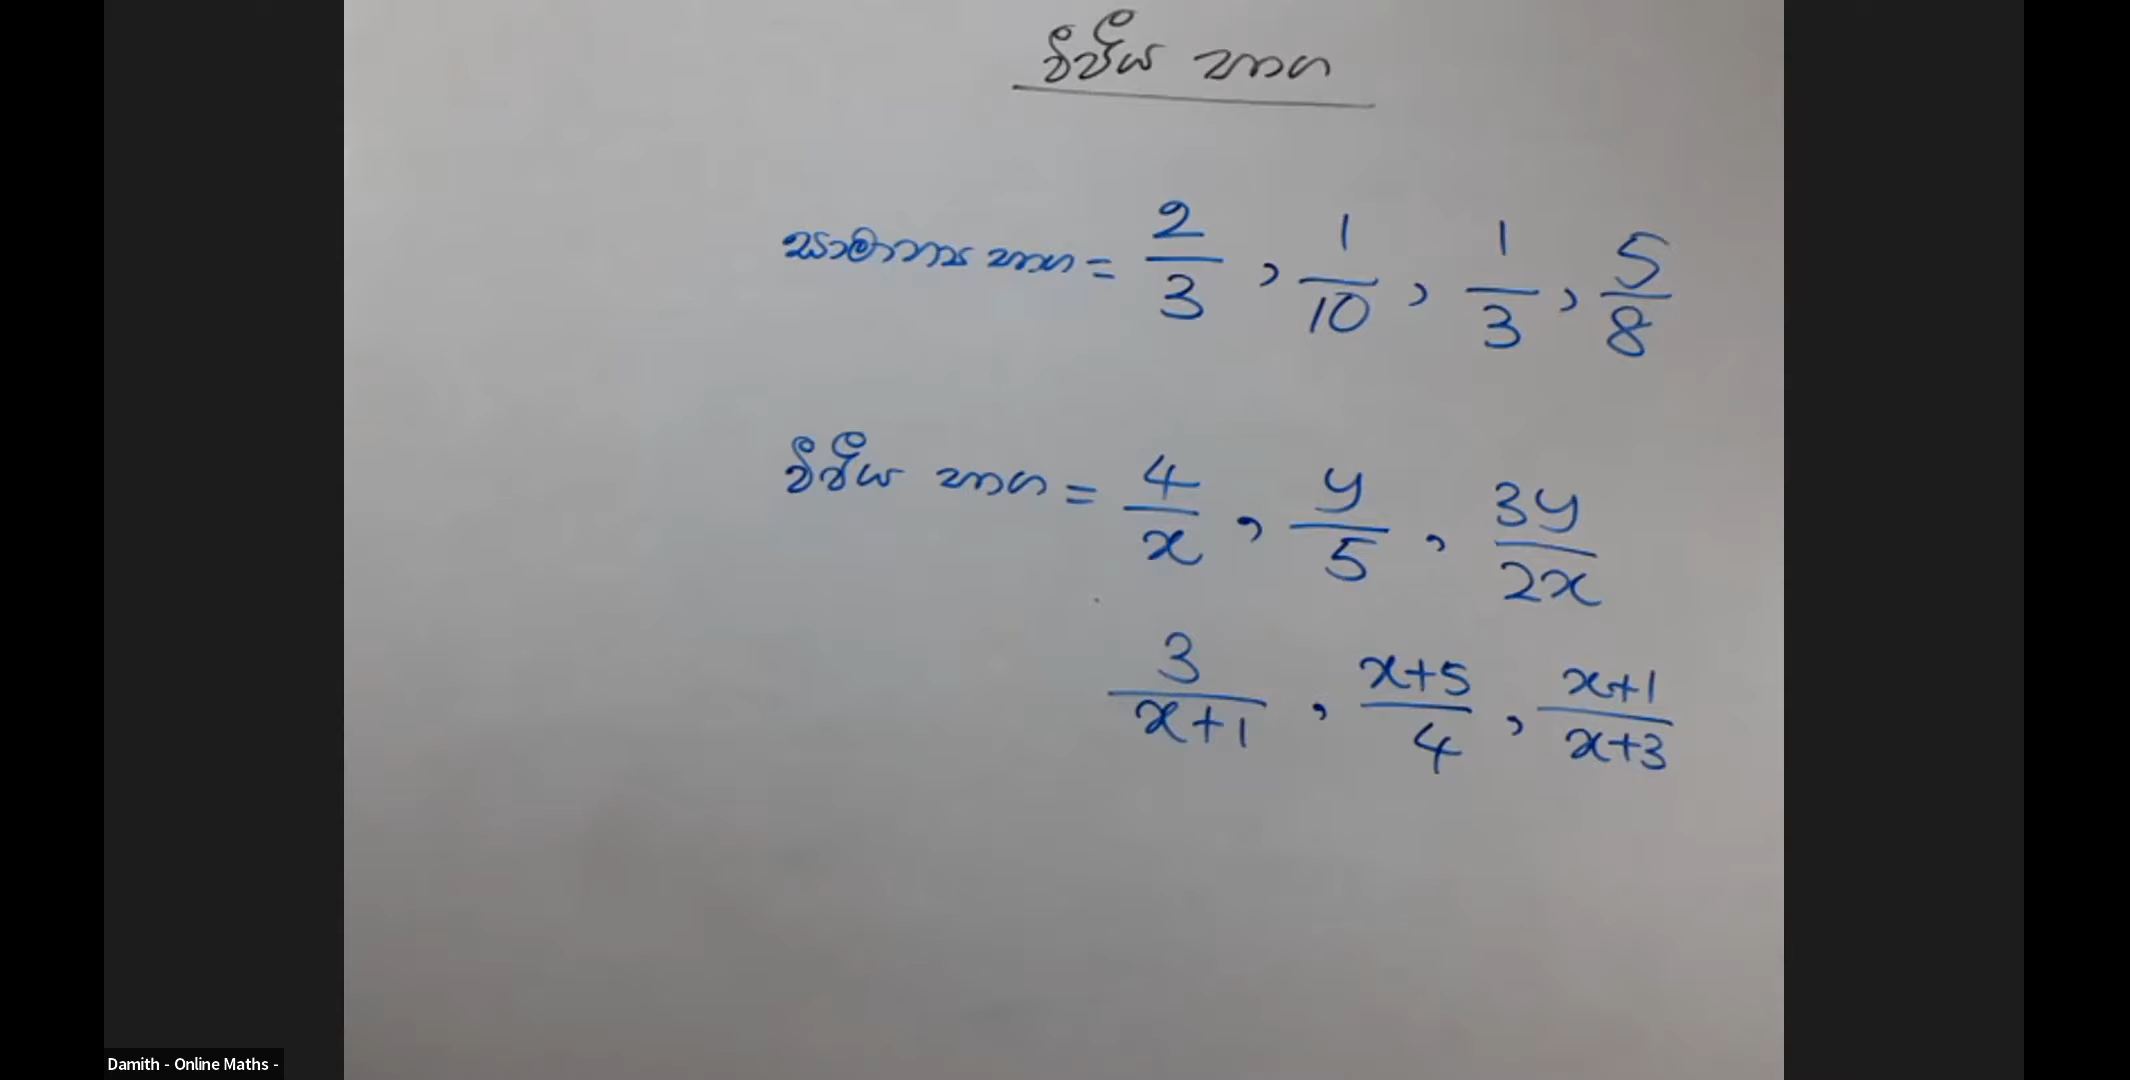 වීජීය භාග
සාමාන්‍ය භාග = 2/3 , 1/10 , 1/3 , 5/8
වීජීය භාග = 4/x , y/5 , 3y/2x
3/x+1 , x+5/4 , x+1/x+3
Damith - Online Maths -